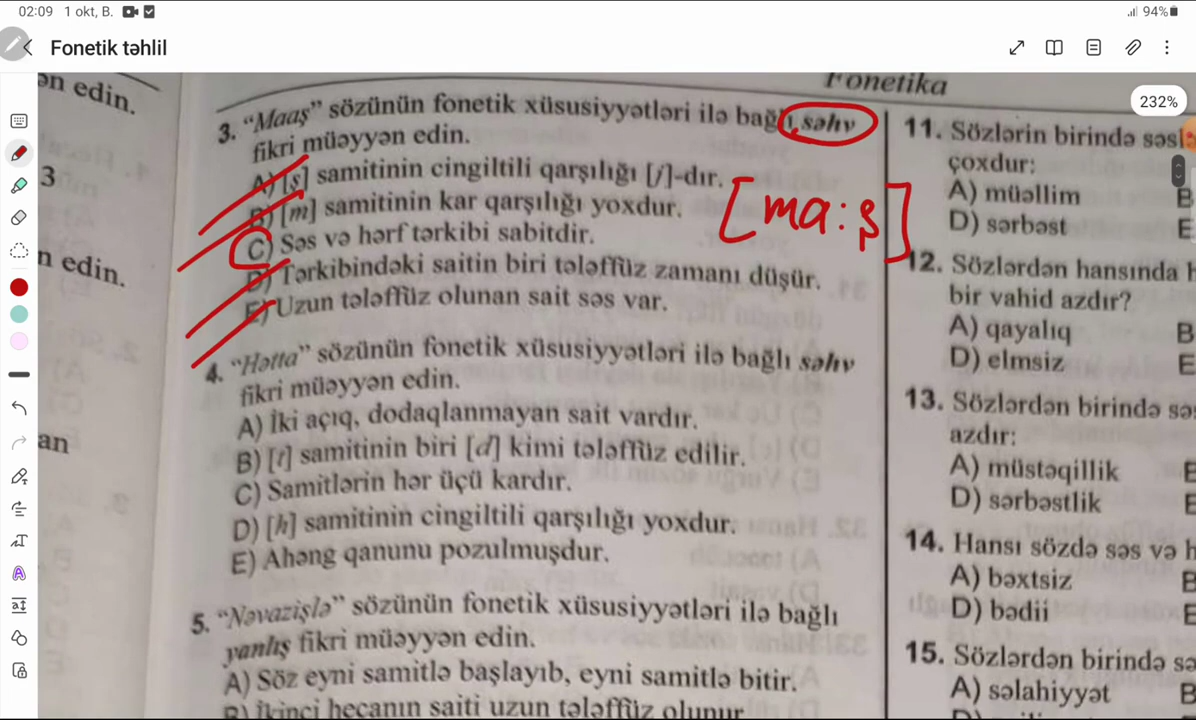 02:09 1 okt, B.
94%
Fonetik təhlil
232%
ən edin.
3
n edin.
an
Fonetika
3. “Maaş” sözünün fonetik xüsusiyyətləri ilə bağlı səhv
fikri müəyyən edin.
A) [ş] samitinin cingiltili qarşılığı [j]-dır.
B) [m] samitinin kar qarşılığı yoxdur.
C) Səs və hərf tərkibi sabitdir.
D) Tərkibindəki saitin biri tələffüz zamanı düşür.
E) Uzun tələffüz olunan sait səs var.
[ma:ş]
4. “Hətta” sözünün fonetik xüsusiyyətləri ilə bağlı səhv
fikri müəyyən edin.
A) İki açıq, dodaqlanmayan sait vardır.
B) [t] samitinin biri [d] kimi tələffüz edilir.
C) Samitlərin hər üçü kardır.
D) [h] samitinin cingiltili qarşılığı yoxdur.
E) Ahəng qanunu pozulmuşdur.
5. “Nəvazişlə” sözünün fonetik xüsusiyyətləri ilə bağlı
yanlış fikri müəyyən edin.
A) Söz eyni samitlə başlayıb, eyni samitlə bitir.
B) İkinci hecanın saiti uzun tələffüz olunur
11. Sözlərin birində səs
çoxdur:
A) müəllim B
D) sərbəst E
12. Sözlərdən hansında h
bir vahid azdır?
A) qayalıq B
D) elmsiz E
13. Sözlərdən birində sə
azdır:
A) müstəqillik
D) sərbəstlik E
14. Hansı sözdə səs və h
A) bəxtsiz B
D) bədii E
15. Sözlərdən birində sə
A) səlahiyyət B